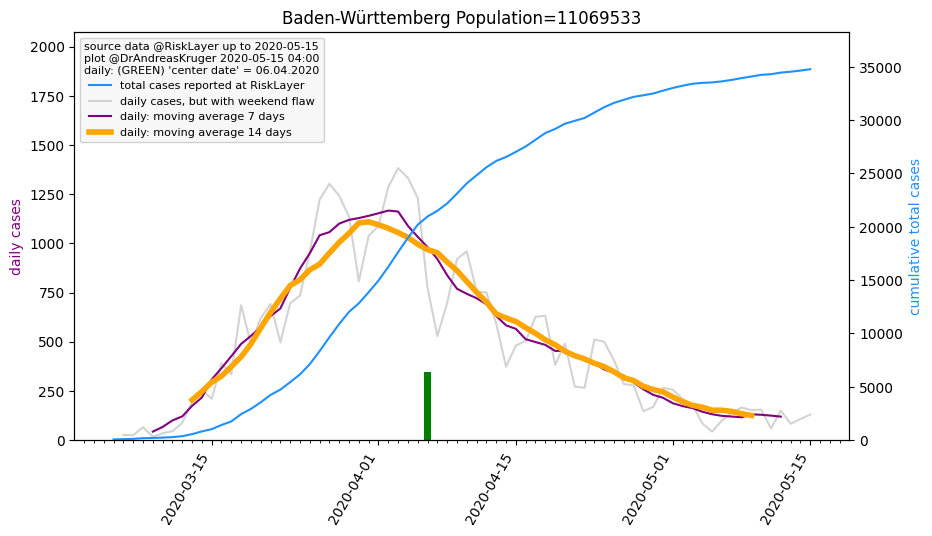 Baden-Württemberg Population=11069533
source data @RiskLayer up to 2020-05-15
plot @DrAndreasKruger 2020-05-15 04:00
daily: (GREEN) 'center date' = 06.04.2020
total cases reported at RiskLayer
daily cases, but with weekend flaw
daily: moving average 7 days
daily: moving average 14 days
daily cases
2000
1750
1500
1250
1000
750
500
250
0
cumulative total cases
35000
30000
25000
20000
15000
10000
5000
0
2020-03-15
2020-04-01
2020-04-15
2020-05-01
2020-05-15